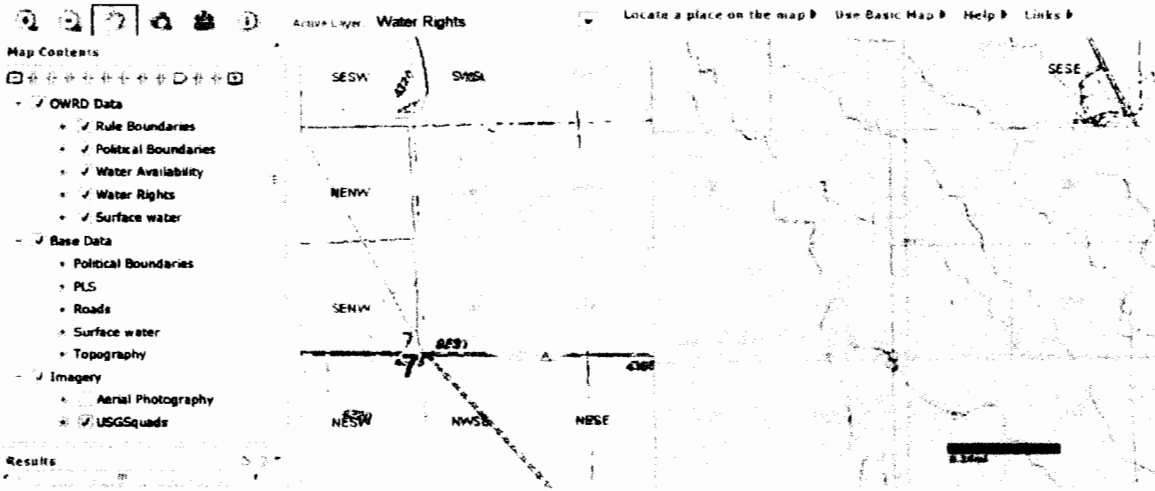 Active Layer: Water Rights
Locate a place on the map Use Basic Map Help Links
Map Contents
OWRD Data
Rule Boundaries
Political Boundaries
Water Availability
Water Rights
Surface water
Base Data
Political Boundaries
PLS
Roads
Surface water
Topography
Imagery
Aerial Photography
USGSquads
Results
SESW
SESE
NENW
SENW
7
NESW
NWSE
NESE